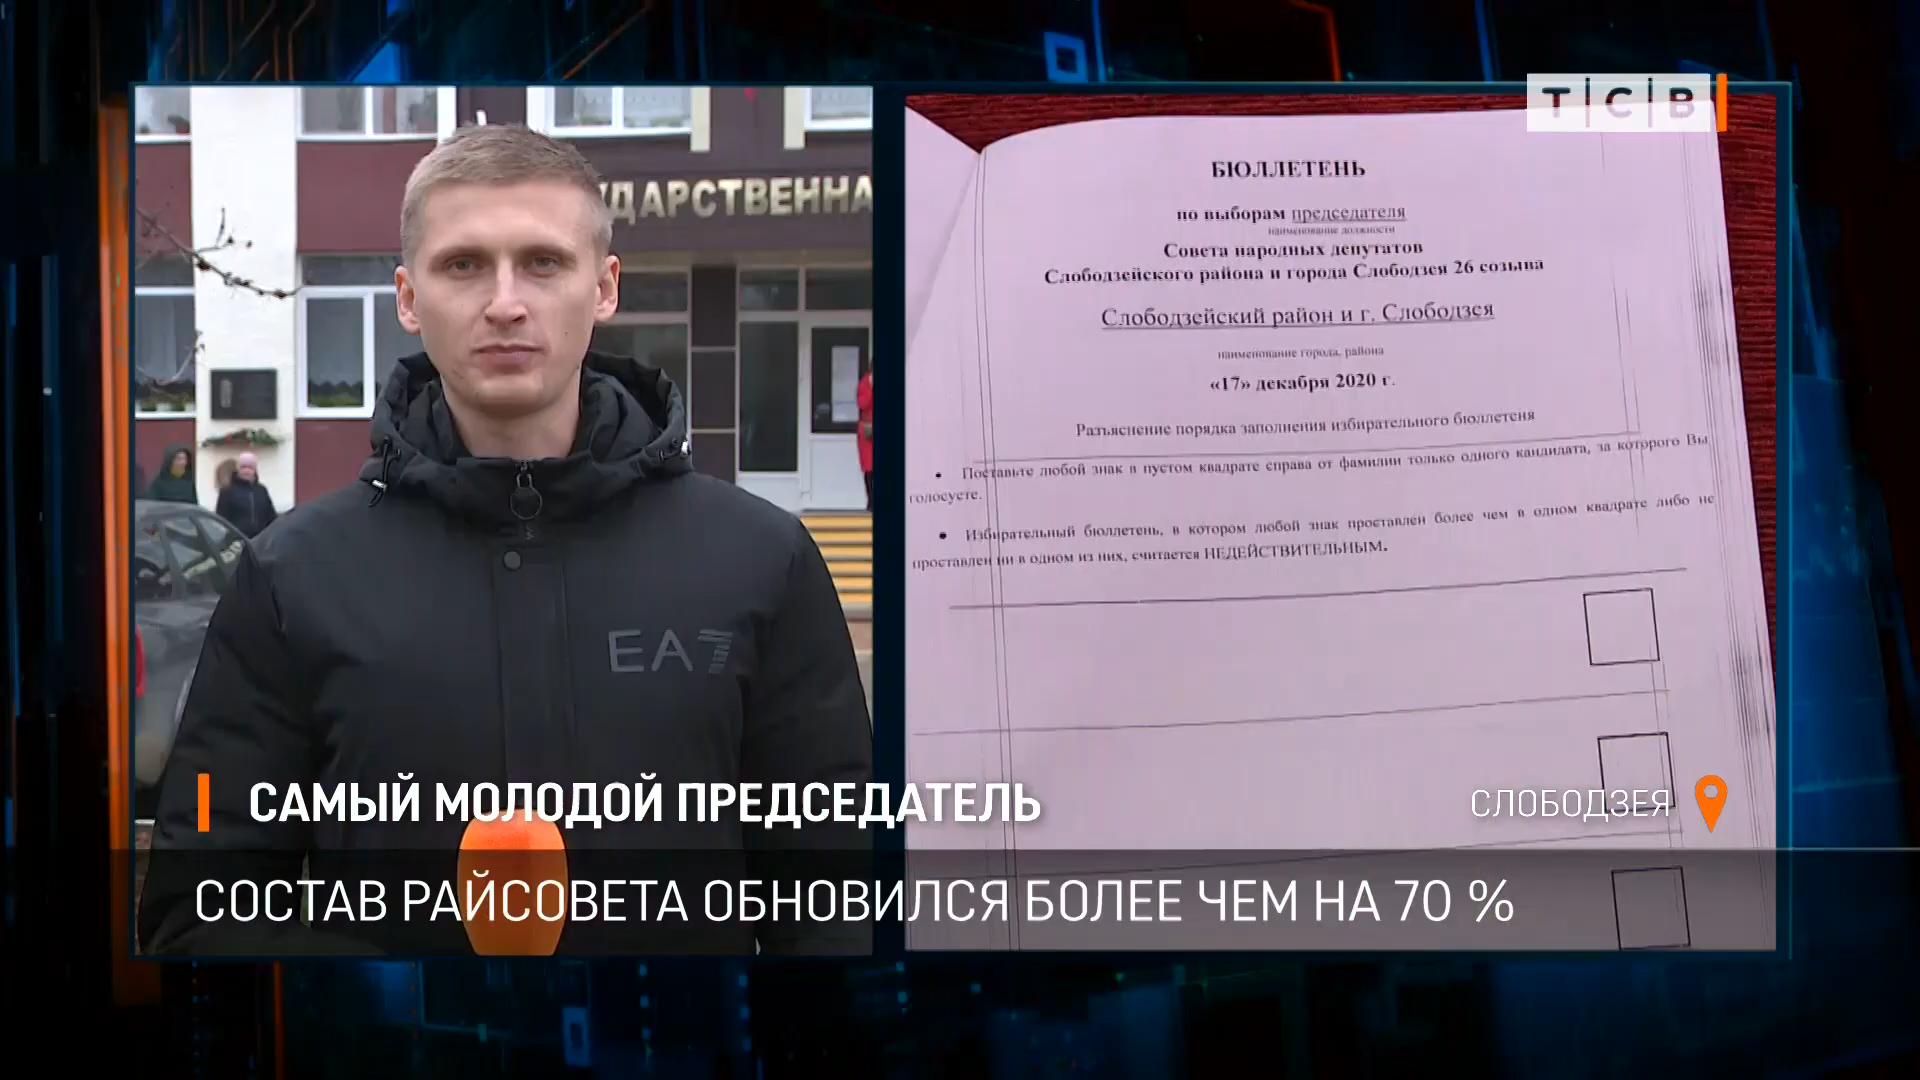 УДАРСТВЕННА
EA7
Т|С|В
БЮЛЛЕТЕНЬ
по выборам председателя
наименование должности
Совета народных депутатов
Слободзейского района и города Слободзея 26 созыва
Слободзейский район и г. Слободзея
наименование города, района
«17» декабря 2020 г.
Разъяснение порядка заполнения избирательного бюллетеня
• Поставьте любой знак в пустом квадрате справа от фамилии только одного кандидата, за которого Вы
голосуете.
• Избирательный бюллетень, в котором любой знак проставлен более чем в одном квадрате либо не
проставлен ни в одном из них, считается НЕДЕЙСТВИТЕЛЬНЫМ.
САМЫЙ МОЛОДОЙ ПРЕДСЕДАТЕЛЬ
СЛОБОДЗЕЯ
СОСТАВ РАЙСОВЕТА ОБНОВИЛСЯ БОЛЕЕ ЧЕМ НА 70 %